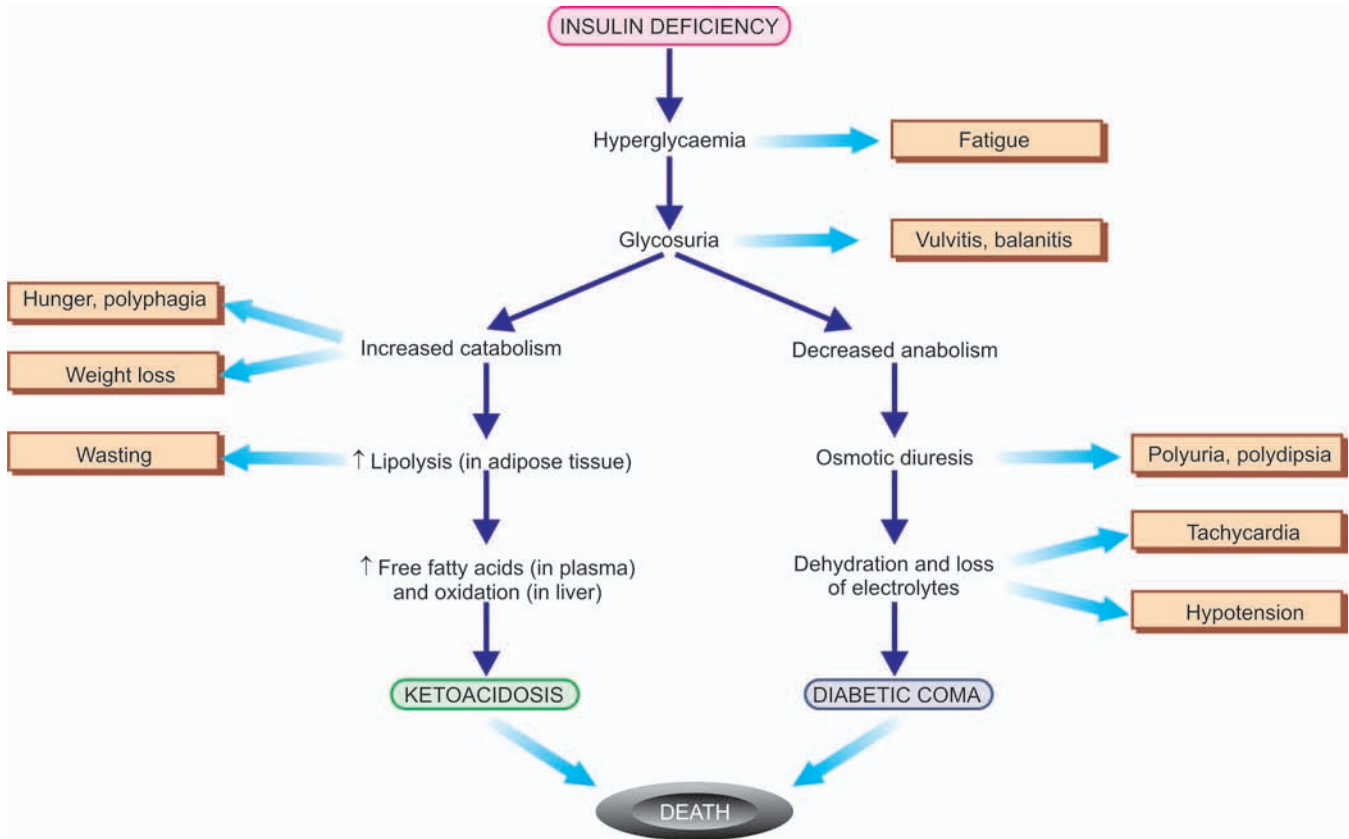 INSULIN DEFICIENCY
Hyperglycaemia
Fatigue
Glycosuria
Vulvitis, balanitis
Hunger, polyphagia
Weight loss
Increased catabolism
Decreased anabolism
Wasting
↑ Lipolysis (in adipose tissue)
Osmotic diuresis
Polyuria, polydipsia
↑ Free fatty acids (in plasma)
and oxidation (in liver)
Dehydration and loss
of electrolytes
Tachycardia
Hypotension
KETOACIDOSIS
DIABETIC COMA
DEATH